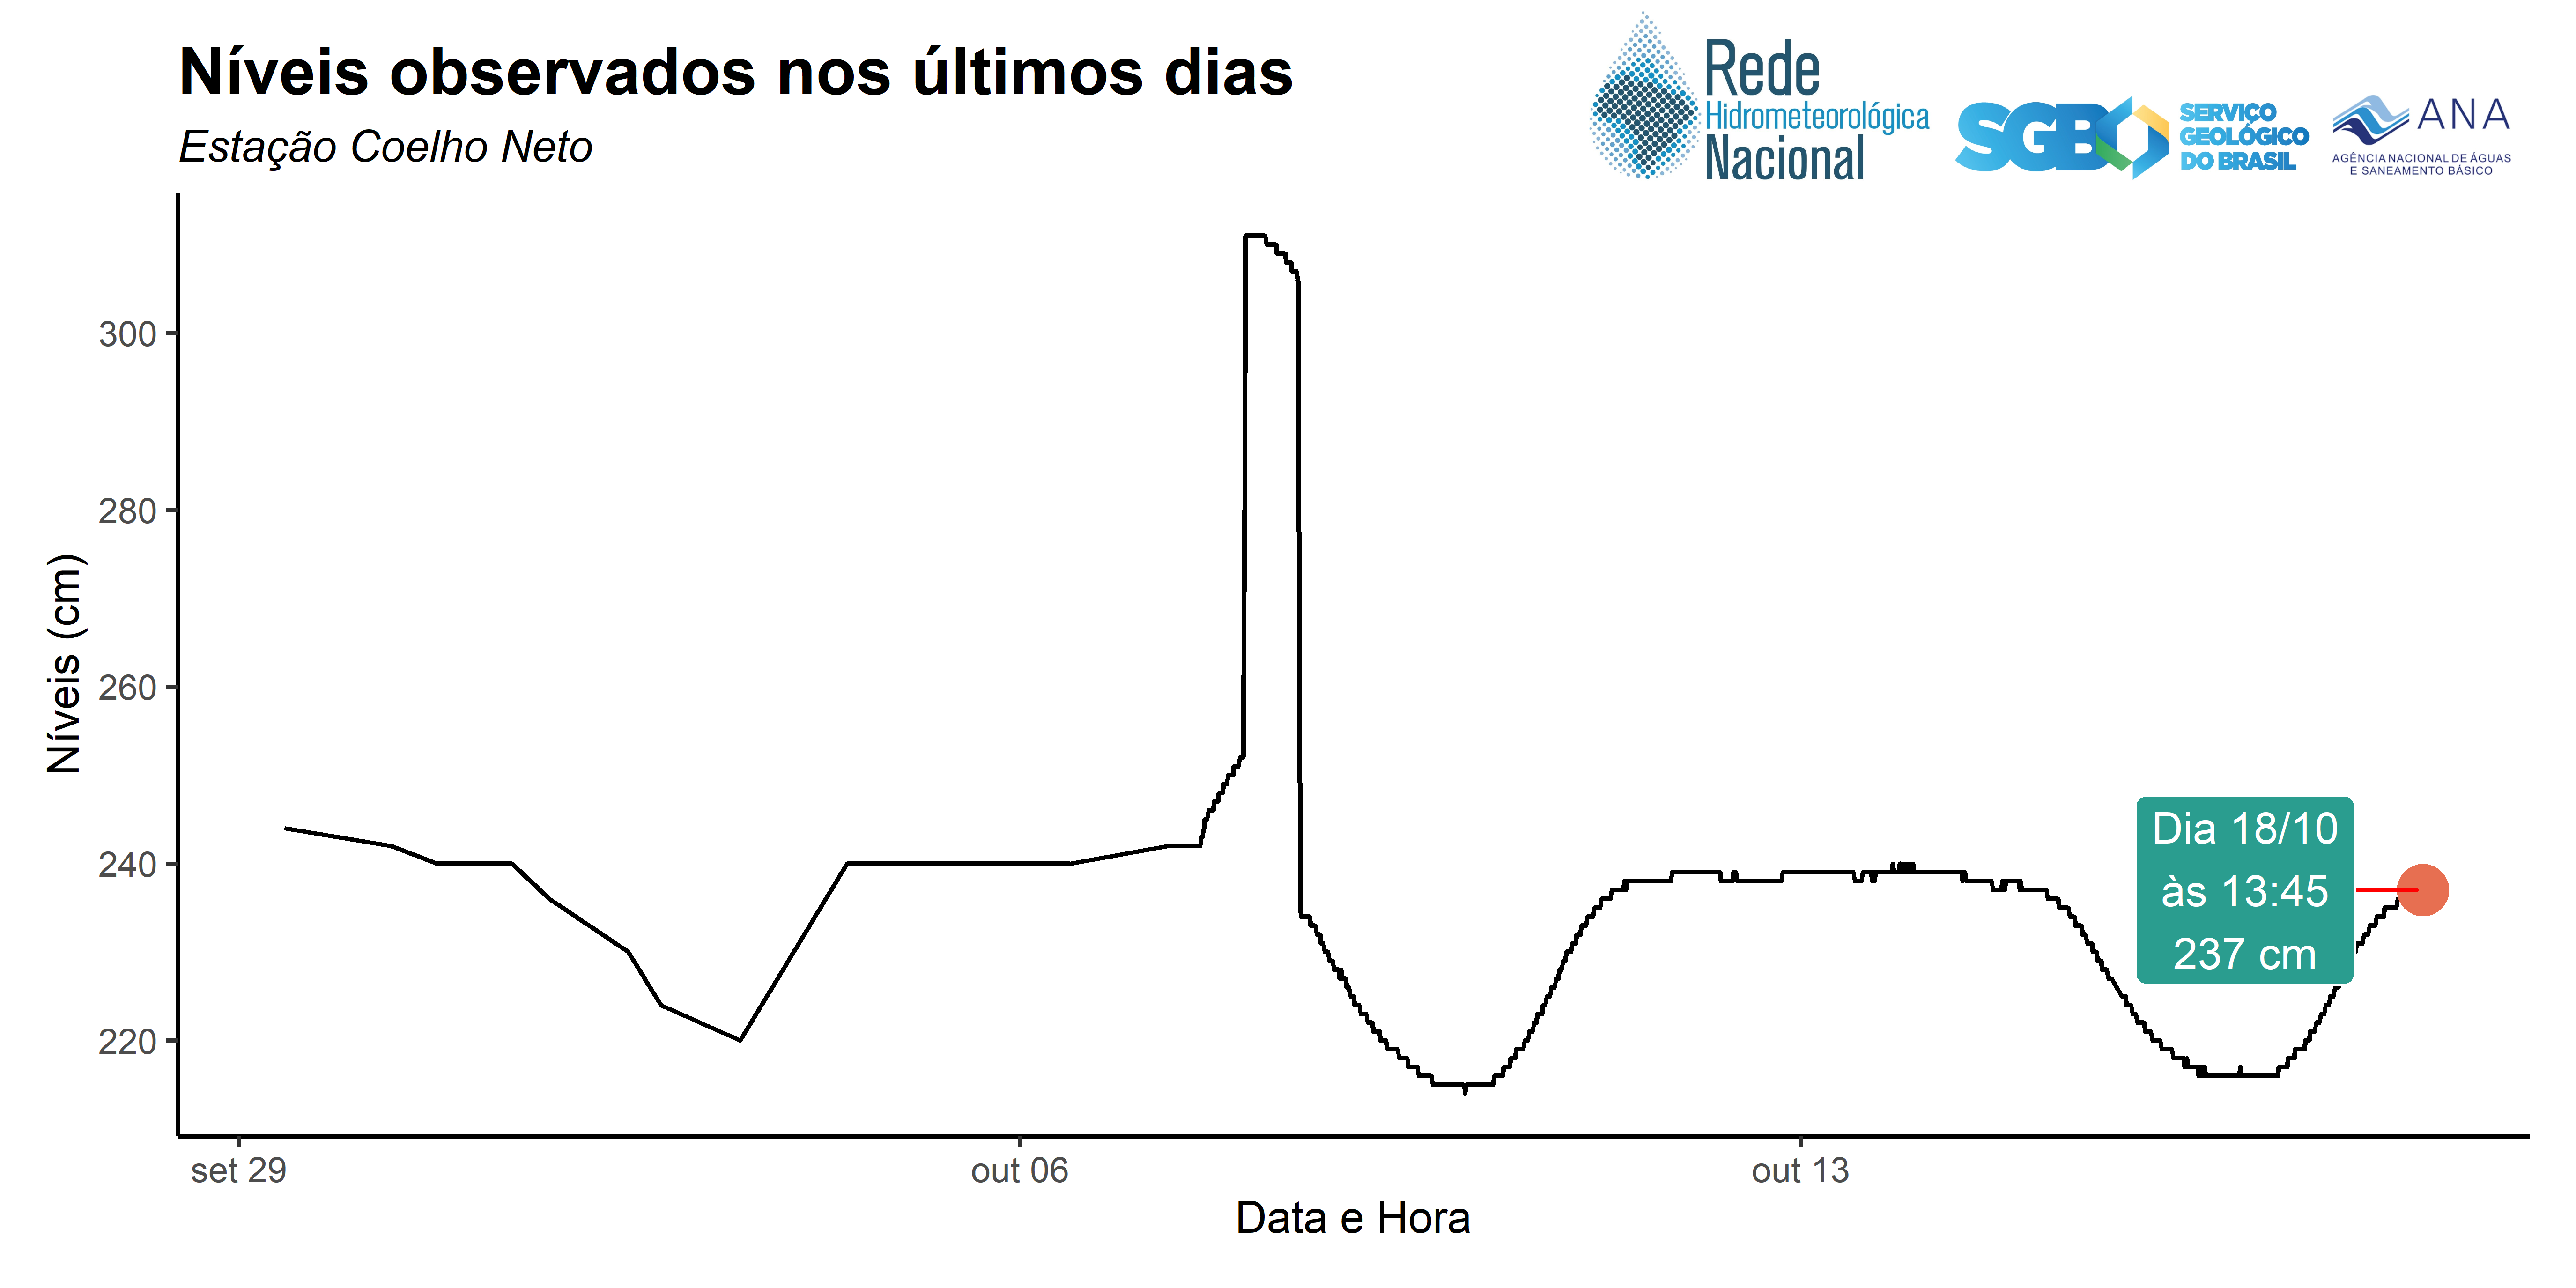 Níveis observados nos últimos dias
Estação Coelho Neto
Rede
Hidrometeorológica
Nacional
SGB
SERVIÇO
GEOLÓGICO
DO BRASIL
ANA
AGÊNCIA NACIONAL DE ÁGUAS
E SANEAMENTO BÁSICO
Níveis (cm)
300
280
260
240
220
Dia 18/10
às 13:45
237 cm
set 29
out 06
out 13
Data e Hora